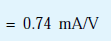 = 0.74 mA/V